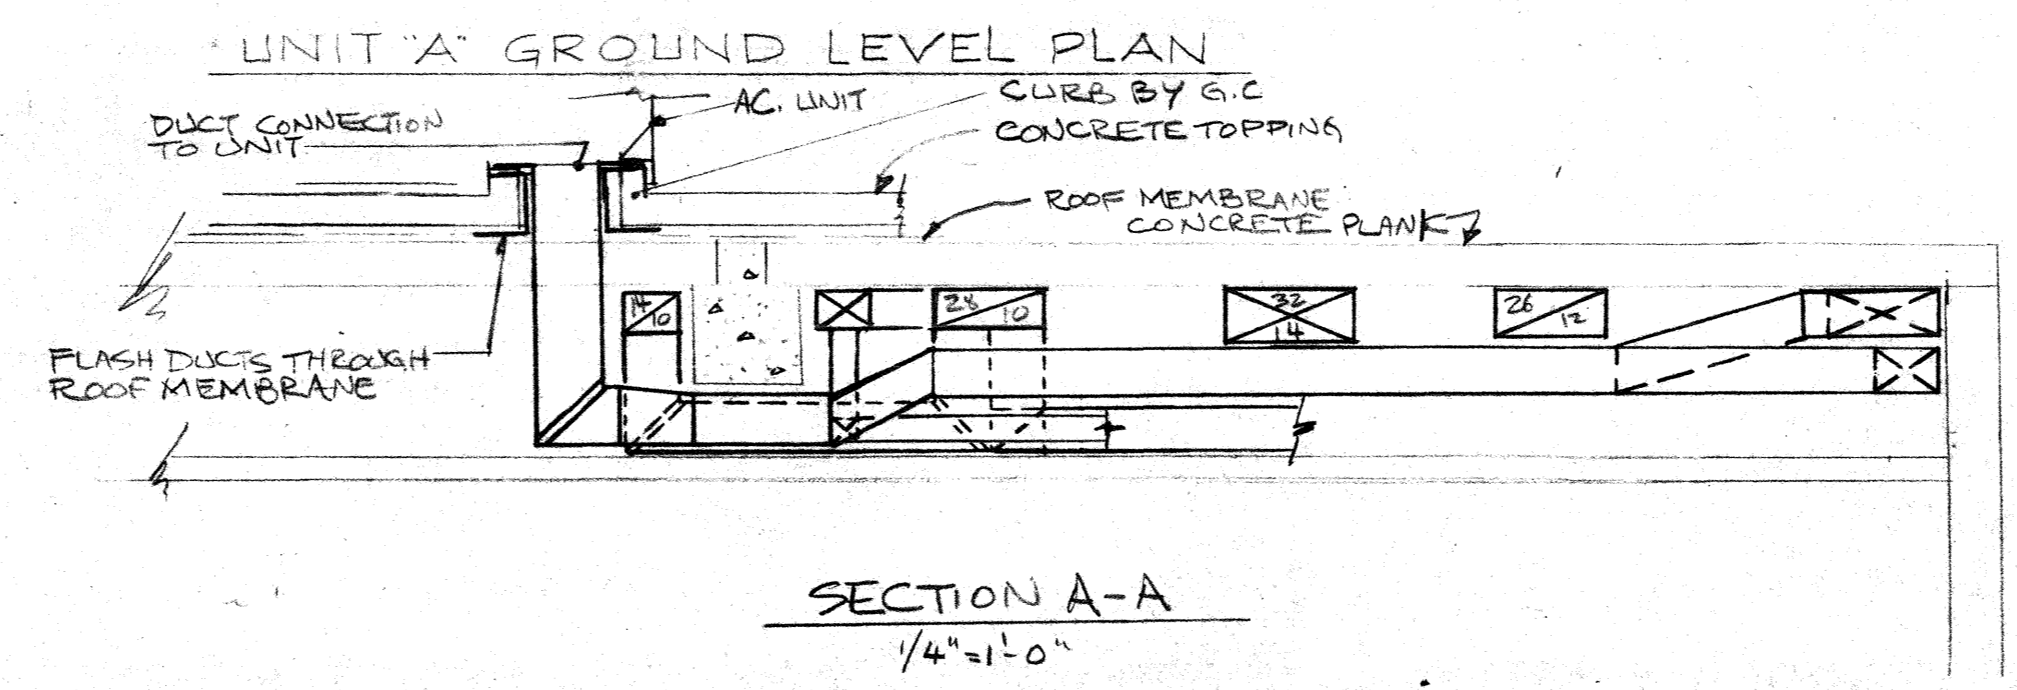 UNIT "A" GROUND LEVEL PLAN
DUCT CONNECTION
TO UNIT
AC. UNIT
CURB BY G.C
CONCRETE TOPPING
ROOF MEMBRANE
CONCRETE PLANK
FLASH DUCTS THROUGH
ROOF MEMBRANE
14/10
28/10
32
14
26/12
SECTION A-A
1/4"=1'-0"